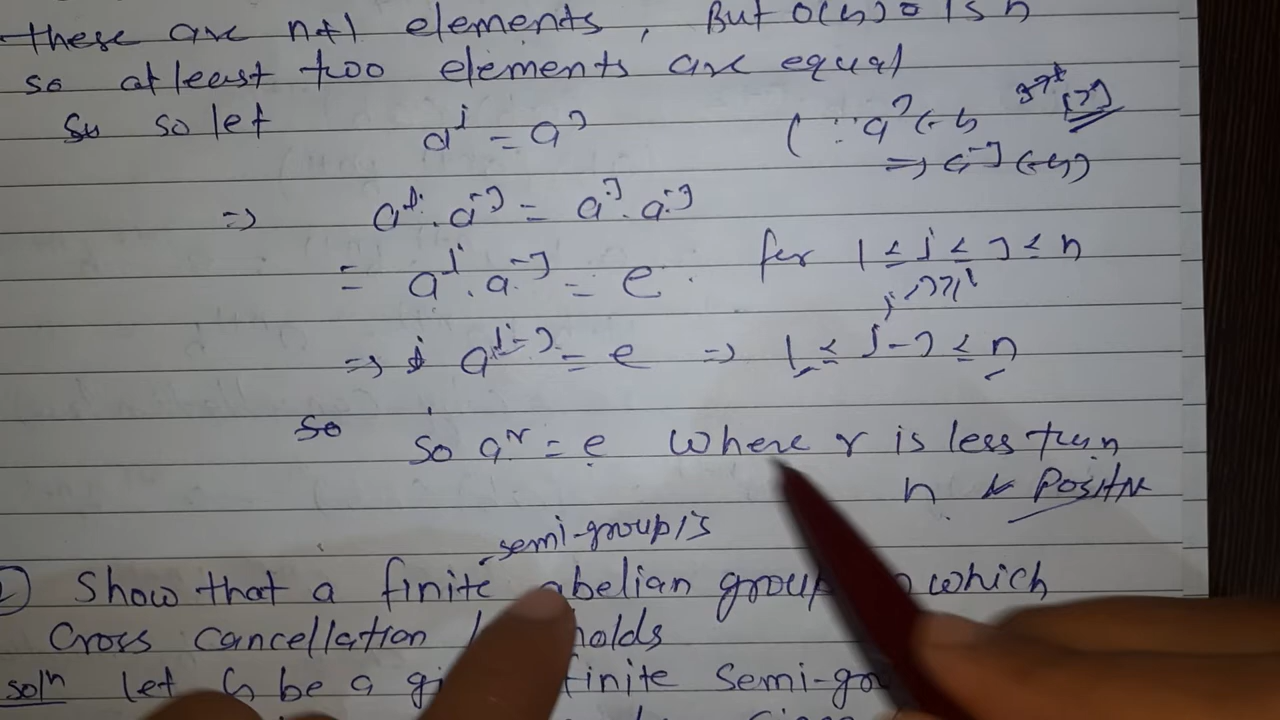 these are n+1 elements, But O(G) = is n
so atleast two elements are equal
so let a^i = a^j (∵ a^j ∈ G
=> a^-j ∈ G)
=> a^i . a^-j = a^j . a^-j
= a^i . a^-j = e. for 1 ≤ j ≤ i ≤ n
=> a^i-j = e => 1 ≤ i-j ≤ n
so
so a^r = e where r is less than
n & Positive
semi-group is
Show that a finite abelian group which
Cross cancellation holds
sol^n let G be a finite semi-